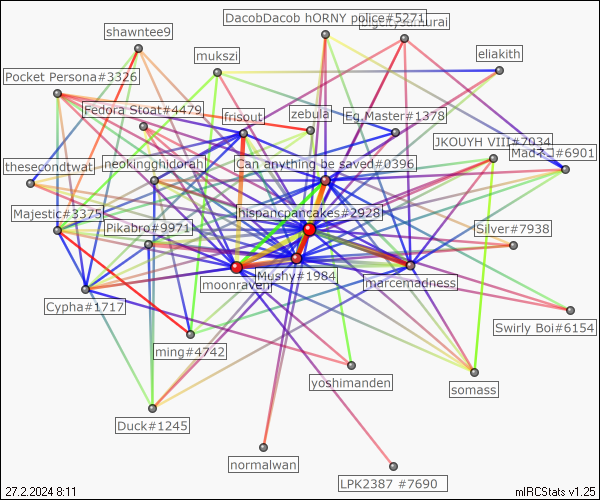 DacobDacob hORNY police#5271
bigcitysamurai
shawntee9
mukszi
eliakith
Pocket Persona#3326
Fedora Stoat#4479
frisout
zebula
Eg.Master#1378
JKOUYH VIII#7034
Mad-J#6901
thesecondtwat
neokingghidorah
Can anything be saved#0396
Majestic#3375
hispancpancakes#2928
Pikabro#9971
Silver#7938
Mushy#1984
moonraven
marcemadness
Cypha#1717
Swirly Boi#6154
ming#4742
yoshimanden
somass
Duck#1245
normalwan
LPK2387 #7690
27.2.2024 8:11
mIRCStats v1.25